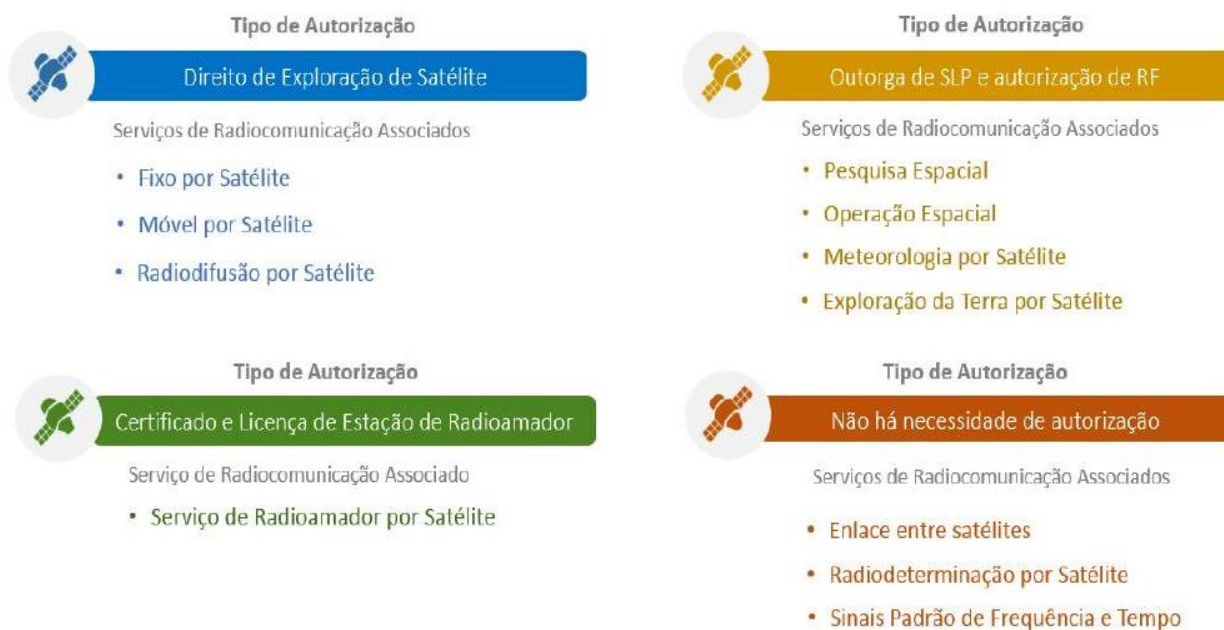 Tipo de Autorização
Direito de Exploração de Satélite
Serviços de Radiocomunicação Associados
• Fixo por Satélite
• Móvel por Satélite
• Radiodifusão por Satélite
Tipo de Autorização
Outorga de SLP e autorização de RF
Serviços de Radiocomunicação Associados
• Pesquisa Espacial
• Operação Espacial
• Meteorologia por Satélite
• Exploração da Terra por Satélite
Tipo de Autorização
Certificado e Licença de Estação de Radioamador
Serviço de Radiocomunicação Associado
• Serviço de Radioamador por Satélite
Tipo de Autorização
Não há necessidade de autorização
Serviços de Radiocomunicação Associados
• Enlace entre satélites
• Radiodeterminação por Satélite
• Sinais Padrão de Frequência e Tempo